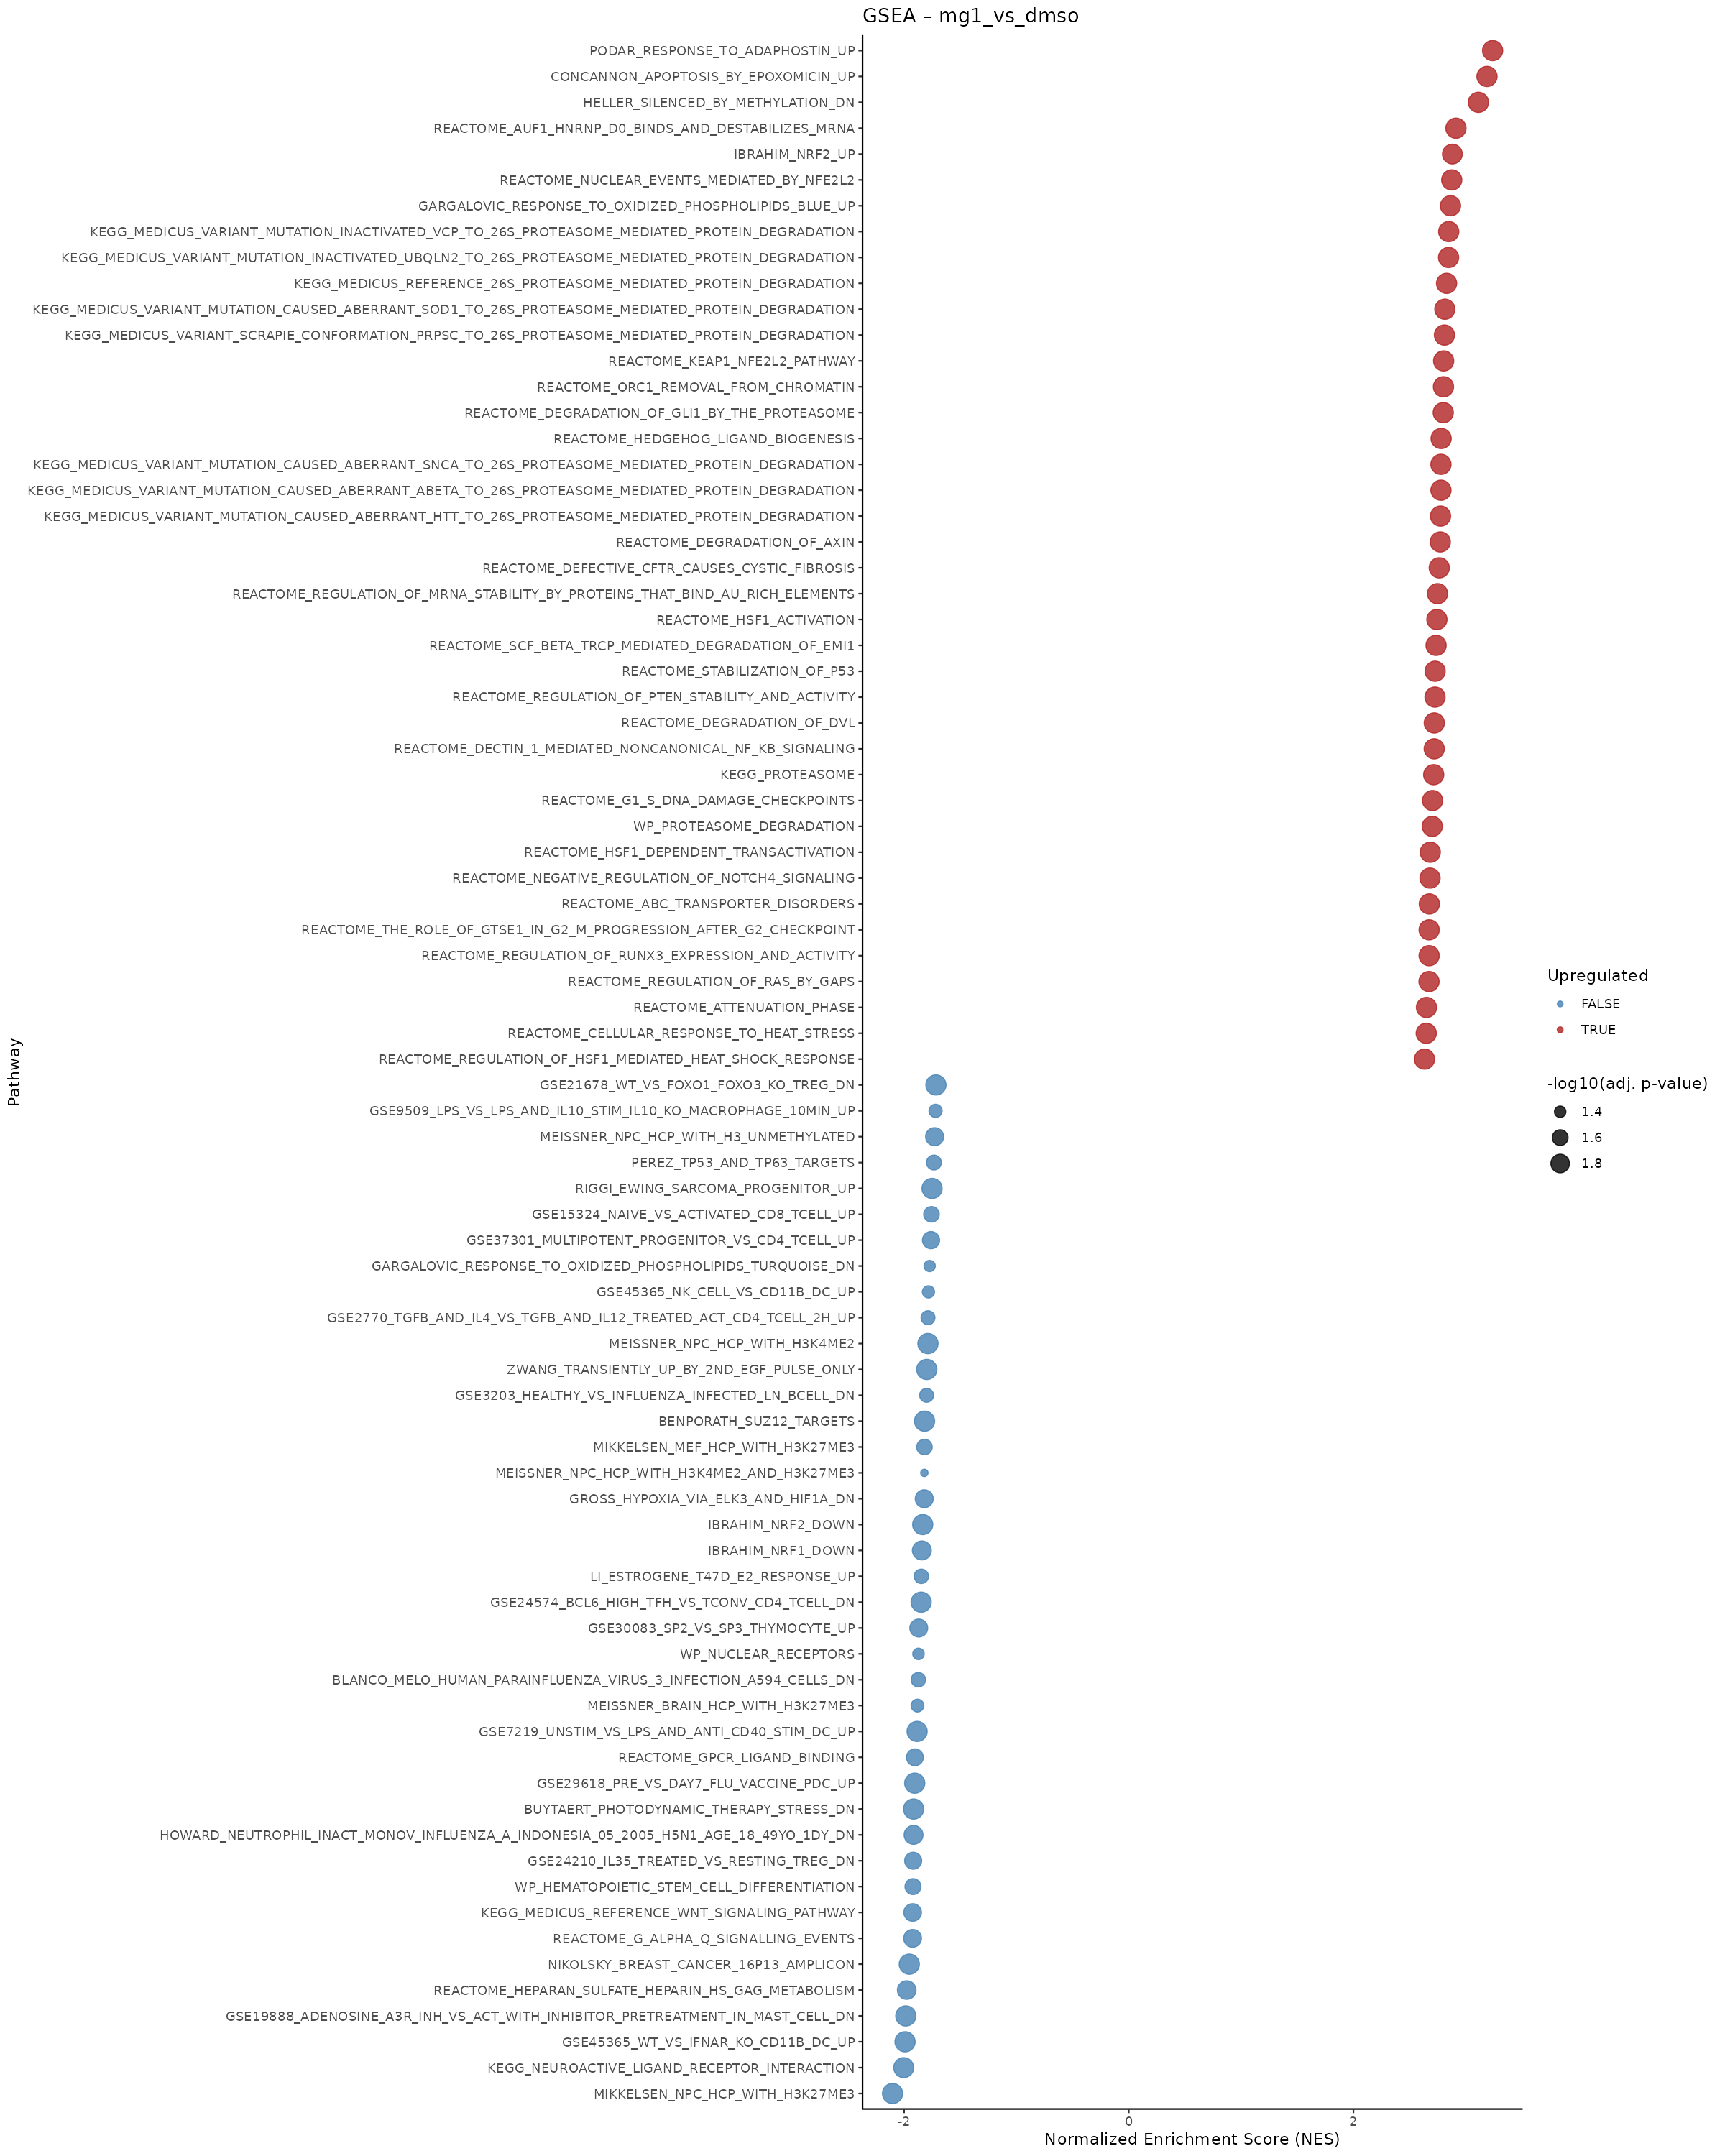 GSEA – mg1_vs_dmso
PODAR_RESPONSE_TO_ADAPHOSTIN_UP
CONCANNON_APOPTOSIS_BY_EPOXOMICIN_UP
HELLER_SILENCED_BY_METHYLATION_DN
REACTOME_AUF1_HNRNP_D0_BINDS_AND_DESTABILIZES_MRNA
IBRAHIM_NRF2_UP
REACTOME_NUCLEAR_EVENTS_MEDIATED_BY_NFE2L2
GARGALOVIC_RESPONSE_TO_OXIDIZED_PHOSPHOLIPIDS_BLUE_UP
KEGG_MEDICUS_VARIANT_MUTATION_INACTIVATED_VCP_TO_26S_PROTEASOME_MEDIATED_PROTEIN_DEGRADATION
KEGG_MEDICUS_VARIANT_MUTATION_INACTIVATED_UBQLN2_TO_26S_PROTEASOME_MEDIATED_PROTEIN_DEGRADATION
KEGG_MEDICUS_REFERENCE_26S_PROTEASOME_MEDIATED_PROTEIN_DEGRADATION
KEGG_MEDICUS_VARIANT_MUTATION_CAUSED_ABERRANT_SOD1_TO_26S_PROTEASOME_MEDIATED_PROTEIN_DEGRADATION
KEGG_MEDICUS_VARIANT_SCRAPIE_CONFORMATION_PRPSC_TO_26S_PROTEASOME_MEDIATED_PROTEIN_DEGRADATION
REACTOME_KEAP1_NFE2L2_PATHWAY
REACTOME_ORC1_REMOVAL_FROM_CHROMATIN
REACTOME_DEGRADATION_OF_GLI1_BY_THE_PROTEASOME
REACTOME_HEDGEHOG_LIGAND_BIOGENESIS
KEGG_MEDICUS_VARIANT_MUTATION_CAUSED_ABERRANT_SNCA_TO_26S_PROTEASOME_MEDIATED_PROTEIN_DEGRADATION
KEGG_MEDICUS_VARIANT_MUTATION_CAUSED_ABERRANT_ABETA_TO_26S_PROTEASOME_MEDIATED_PROTEIN_DEGRADATION
KEGG_MEDICUS_VARIANT_MUTATION_CAUSED_ABERRANT_HTT_TO_26S_PROTEASOME_MEDIATED_PROTEIN_DEGRADATION
REACTOME_DEGRADATION_OF_AXIN
REACTOME_DEFECTIVE_CFTR_CAUSES_CYSTIC_FIBROSIS
REACTOME_REGULATION_OF_MRNA_STABILITY_BY_PROTEINS_THAT_BIND_AU_RICH_ELEMENTS
REACTOME_HSF1_ACTIVATION
REACTOME_SCF_BETA_TRCP_MEDIATED_DEGRADATION_OF_EMI1
REACTOME_STABILIZATION_OF_P53
REACTOME_REGULATION_OF_PTEN_STABILITY_AND_ACTIVITY
REACTOME_DEGRADATION_OF_DVL
REACTOME_DECTIN_1_MEDIATED_NONCANONICAL_NF_KB_SIGNALING
KEGG_PROTEASOME
REACTOME_G1_S_DNA_DAMAGE_CHECKPOINTS
WP_PROTEASOME_DEGRADATION
REACTOME_HSF1_DEPENDENT_TRANSACTIVATION
REACTOME_NEGATIVE_REGULATION_OF_NOTCH4_SIGNALING
REACTOME_ABC_TRANSPORTER_DISORDERS
REACTOME_THE_ROLE_OF_GTSE1_IN_G2_M_PROGRESSION_AFTER_G2_CHECKPOINT
REACTOME_REGULATION_OF_RUNX3_EXPRESSION_AND_ACTIVITY
REACTOME_REGULATION_OF_RAS_BY_GAPS
REACTOME_ATTENUATION_PHASE
REACTOME_CELLULAR_RESPONSE_TO_HEAT_STRESS
REACTOME_REGULATION_OF_HSF1_MEDIATED_HEAT_SHOCK_RESPONSE
GSE21678_WT_VS_FOXO1_FOXO3_KO_TREG_DN
GSE9509_LPS_VS_LPS_AND_IL10_STIM_IL10_KO_MACROPHAGE_10MIN_UP
MEISSNER_NPC_HCP_WITH_H3_UNMETHYLATED
PEREZ_TP53_AND_TP63_TARGETS
RIGGI_EWING_SARCOMA_PROGENITOR_UP
GSE15324_NAIVE_VS_ACTIVATED_CD8_TCELL_UP
GSE37301_MULTIPOTENT_PROGENITOR_VS_CD4_TCELL_UP
GARGALOVIC_RESPONSE_TO_OXIDIZED_PHOSPHOLIPIDS_TURQUOISE_DN
GSE45365_NK_CELL_VS_CD11B_DC_UP
GSE2770_TGFB_AND_IL4_VS_TGFB_AND_IL12_TREATED_ACT_CD4_TCELL_2H_UP
MEISSNER_NPC_HCP_WITH_H3K4ME2
ZWANG_TRANSIENTLY_UP_BY_2ND_EGF_PULSE_ONLY
GSE3203_HEALTHY_VS_INFLUENZA_INFECTED_LN_BCELL_DN
BENPORATH_SUZ12_TARGETS
MIKKELSEN_MEF_HCP_WITH_H3K27ME3
MEISSNER_NPC_HCP_WITH_H3K4ME2_AND_H3K27ME3
GROSS_HYPOXIA_VIA_ELK3_AND_HIF1A_DN
IBRAHIM_NRF2_DOWN
IBRAHIM_NRF1_DOWN
LI_ESTROGENE_T47D_E2_RESPONSE_UP
GSE24574_BCL6_HIGH_TFH_VS_TCONV_CD4_TCELL_DN
GSE30083_SP2_VS_SP3_THYMOCYTE_UP
WP_NUCLEAR_RECEPTORS
BLANCO_MELO_HUMAN_PARAINFLUENZA_VIRUS_3_INFECTION_A594_CELLS_DN
MEISSNER_BRAIN_HCP_WITH_H3K27ME3
GSE7219_UNSTIM_VS_LPS_AND_ANTI_CD40_STIM_DC_UP
REACTOME_GPCR_LIGAND_BINDING
GSE29618_PRE_VS_DAY7_FLU_VACCINE_PDC_UP
BUYTAERT_PHOTODYNAMIC_THERAPY_STRESS_DN
HOWARD_NEUTROPHIL_INACT_MONOV_INFLUENZA_A_INDONESIA_05_2005_H5N1_AGE_18_49YO_1DY_DN
GSE24210_IL35_TREATED_VS_RESTING_TREG_DN
WP_HEMATOPOIETIC_STEM_CELL_DIFFERENTIATION
KEGG_MEDICUS_REFERENCE_WNT_SIGNALING_PATHWAY
REACTOME_G_ALPHA_Q_SIGNALLING_EVENTS
NIKOLSKY_BREAST_CANCER_16P13_AMPLICON
REACTOME_HEPARAN_SULFATE_HEPARIN_HS_GAG_METABOLISM
GSE19888_ADENOSINE_A3R_INH_VS_ACT_WITH_INHIBITOR_PRETREATMENT_IN_MAST_CELL_DN
GSE45365_WT_VS_IFNAR_KO_CD11B_DC_UP
KEGG_NEUROACTIVE_LIGAND_RECEPTOR_INTERACTION
MIKKELSEN_NPC_HCP_WITH_H3K27ME3
Pathway
-2 0 2
Normalized Enrichment Score (NES)
Upregulated
FALSE
TRUE
-log10(adj. p-value)
1.4
1.6
1.8